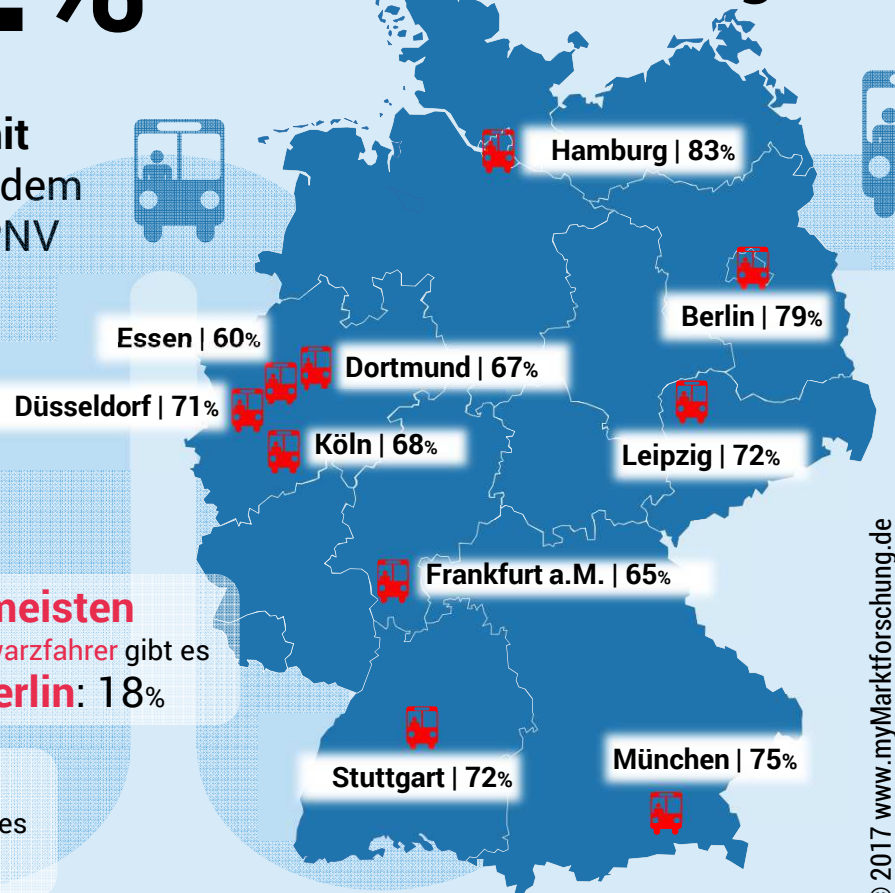 %
it
dem
NV
Hamburg | 83%
Berlin | 79%
Essen | 60%
Dortmund | 67%
Düsseldorf | 71%
Köln | 68%
Leipzig | 72%
Frankfurt a.M. | 65%
meisten
warzfahrer gibt es
erlin: 18%
Stuttgart | 72%
München | 75%
es
© 2017 www.myMarktforschung.de